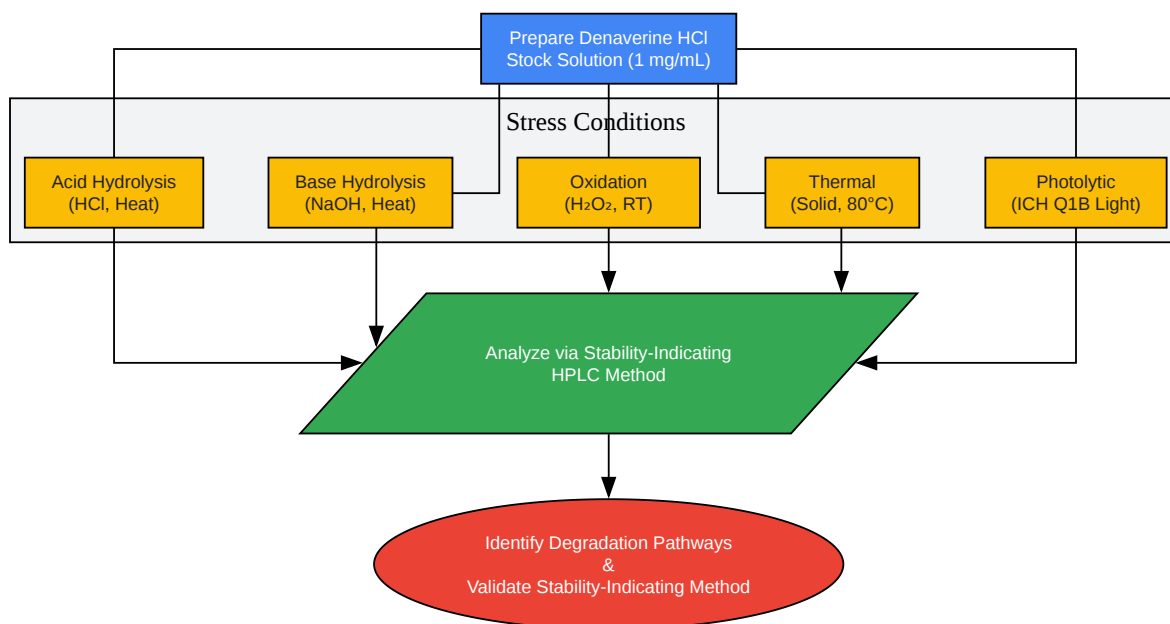 Prepare Denaverine HCl
Stock Solution (1 mg/mL)
Stress Conditions
Acid Hydrolysis
(HCl, Heat)
Base Hydrolysis
(NaOH, Heat)
Oxidation
(H₂O₂, RT)
Thermal
(Solid, 80°C)
Photolytic
(ICH Q1B Light)
Analyze via Stability-Indicating
HPLC Method
Identify Degradation Pathways
&
Validate Stability-Indicating Method